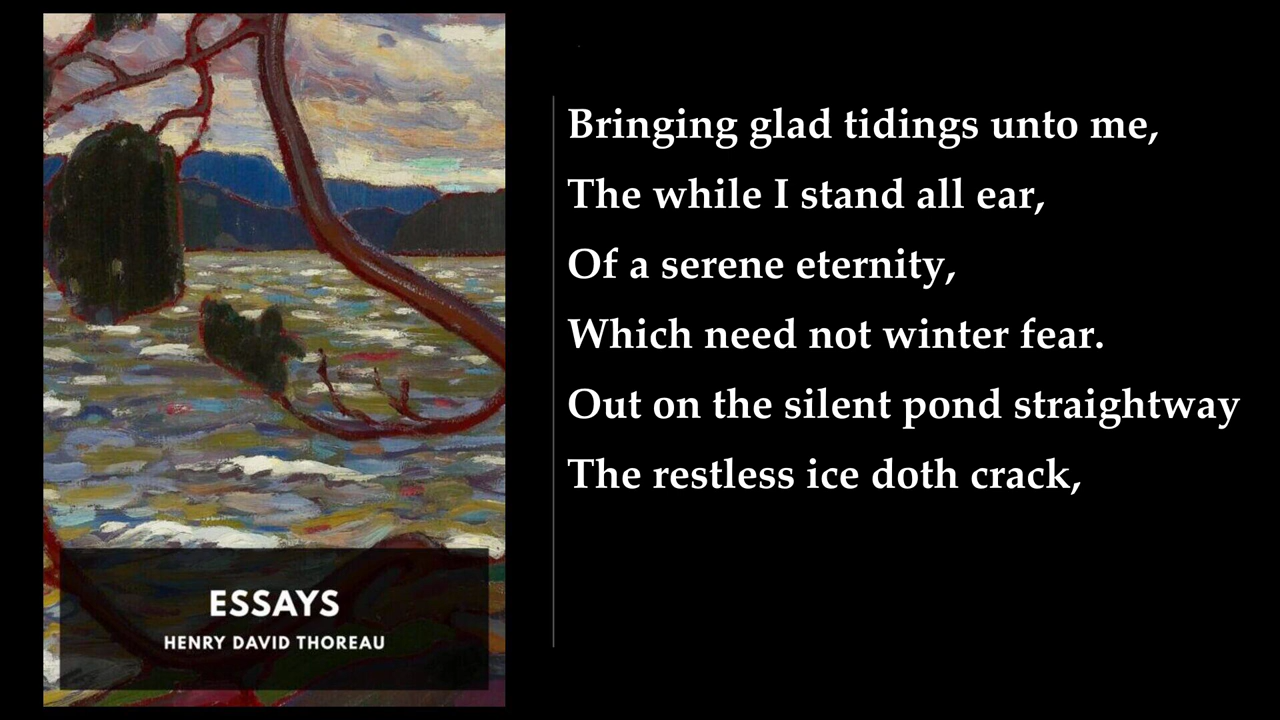 Bringing glad tidings unto me,
The while I stand all ear,
Of a serene eternity,
Which need not winter fear.
Out on the silent pond straightway
The restless ice doth crack,
ESSAYS
HENRY DAVID THOREAU